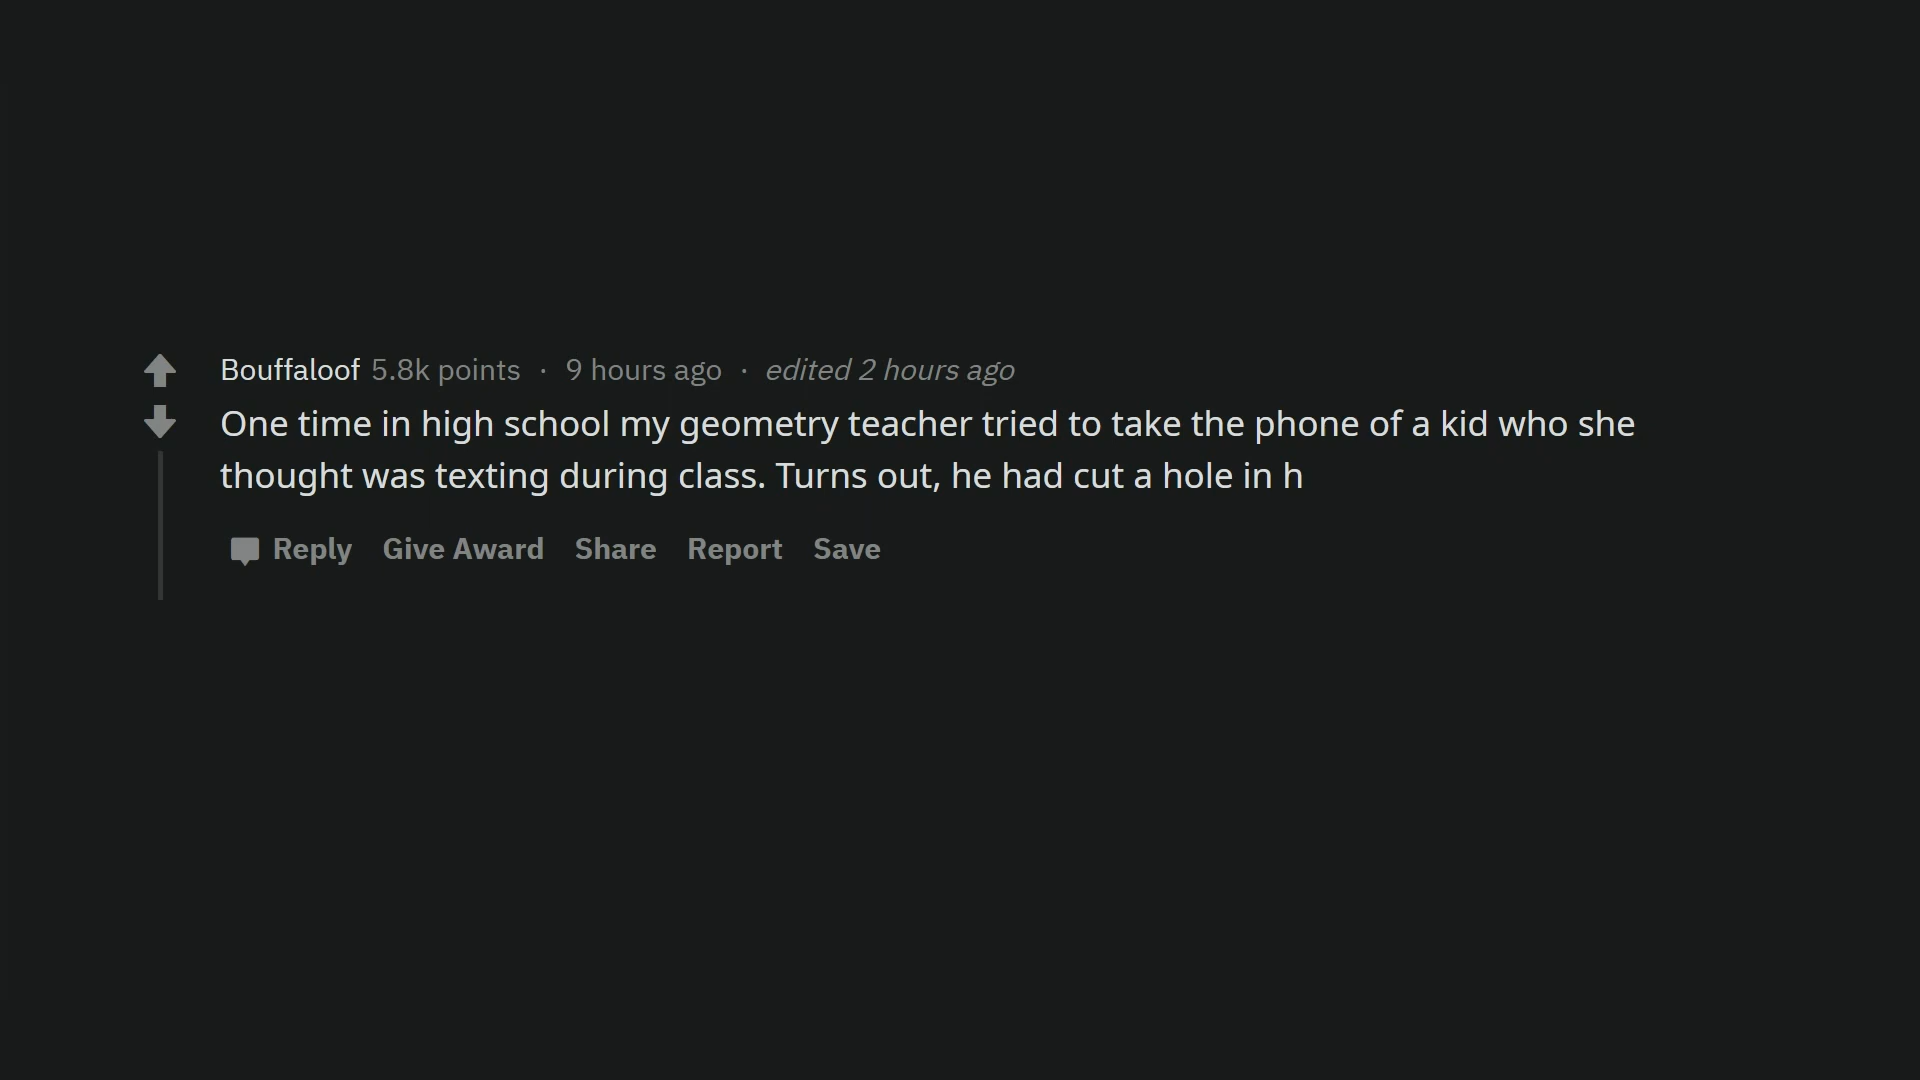 Bouffaloof 5.8k points · 9 hours ago · edited 2 hours ago
One time in high school my geometry teacher tried to take the phone of a kid who she
thought was texting during class. Turns out, he had cut a hole in h
Reply Give Award Share Report Save